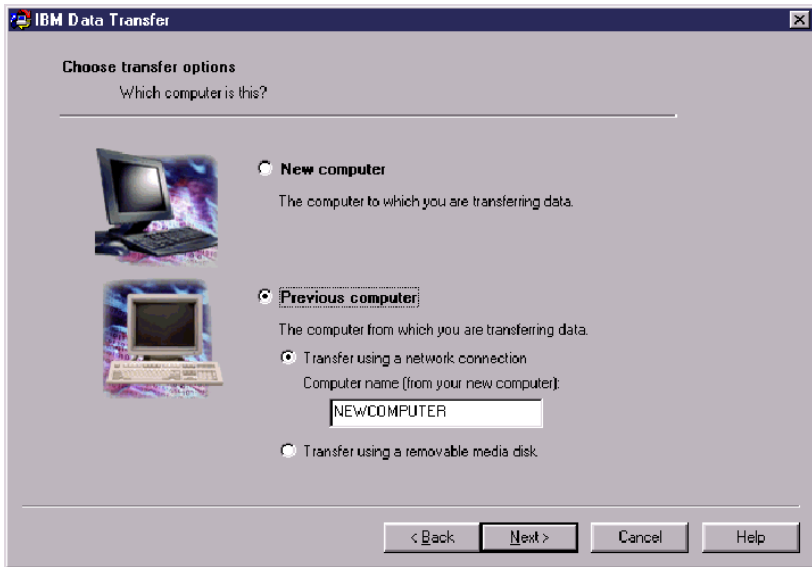 IBM Data Transfer
Choose transfer options
Which computer is this?
New computer
The computer to which you are transferring data.
Previous computer
The computer from which you are transferring data.
Transfer using a network connection
Computer name (from your new computer):
NEWCOMPUTER
Transfer using a removable media disk
< Back Next > Cancel Help